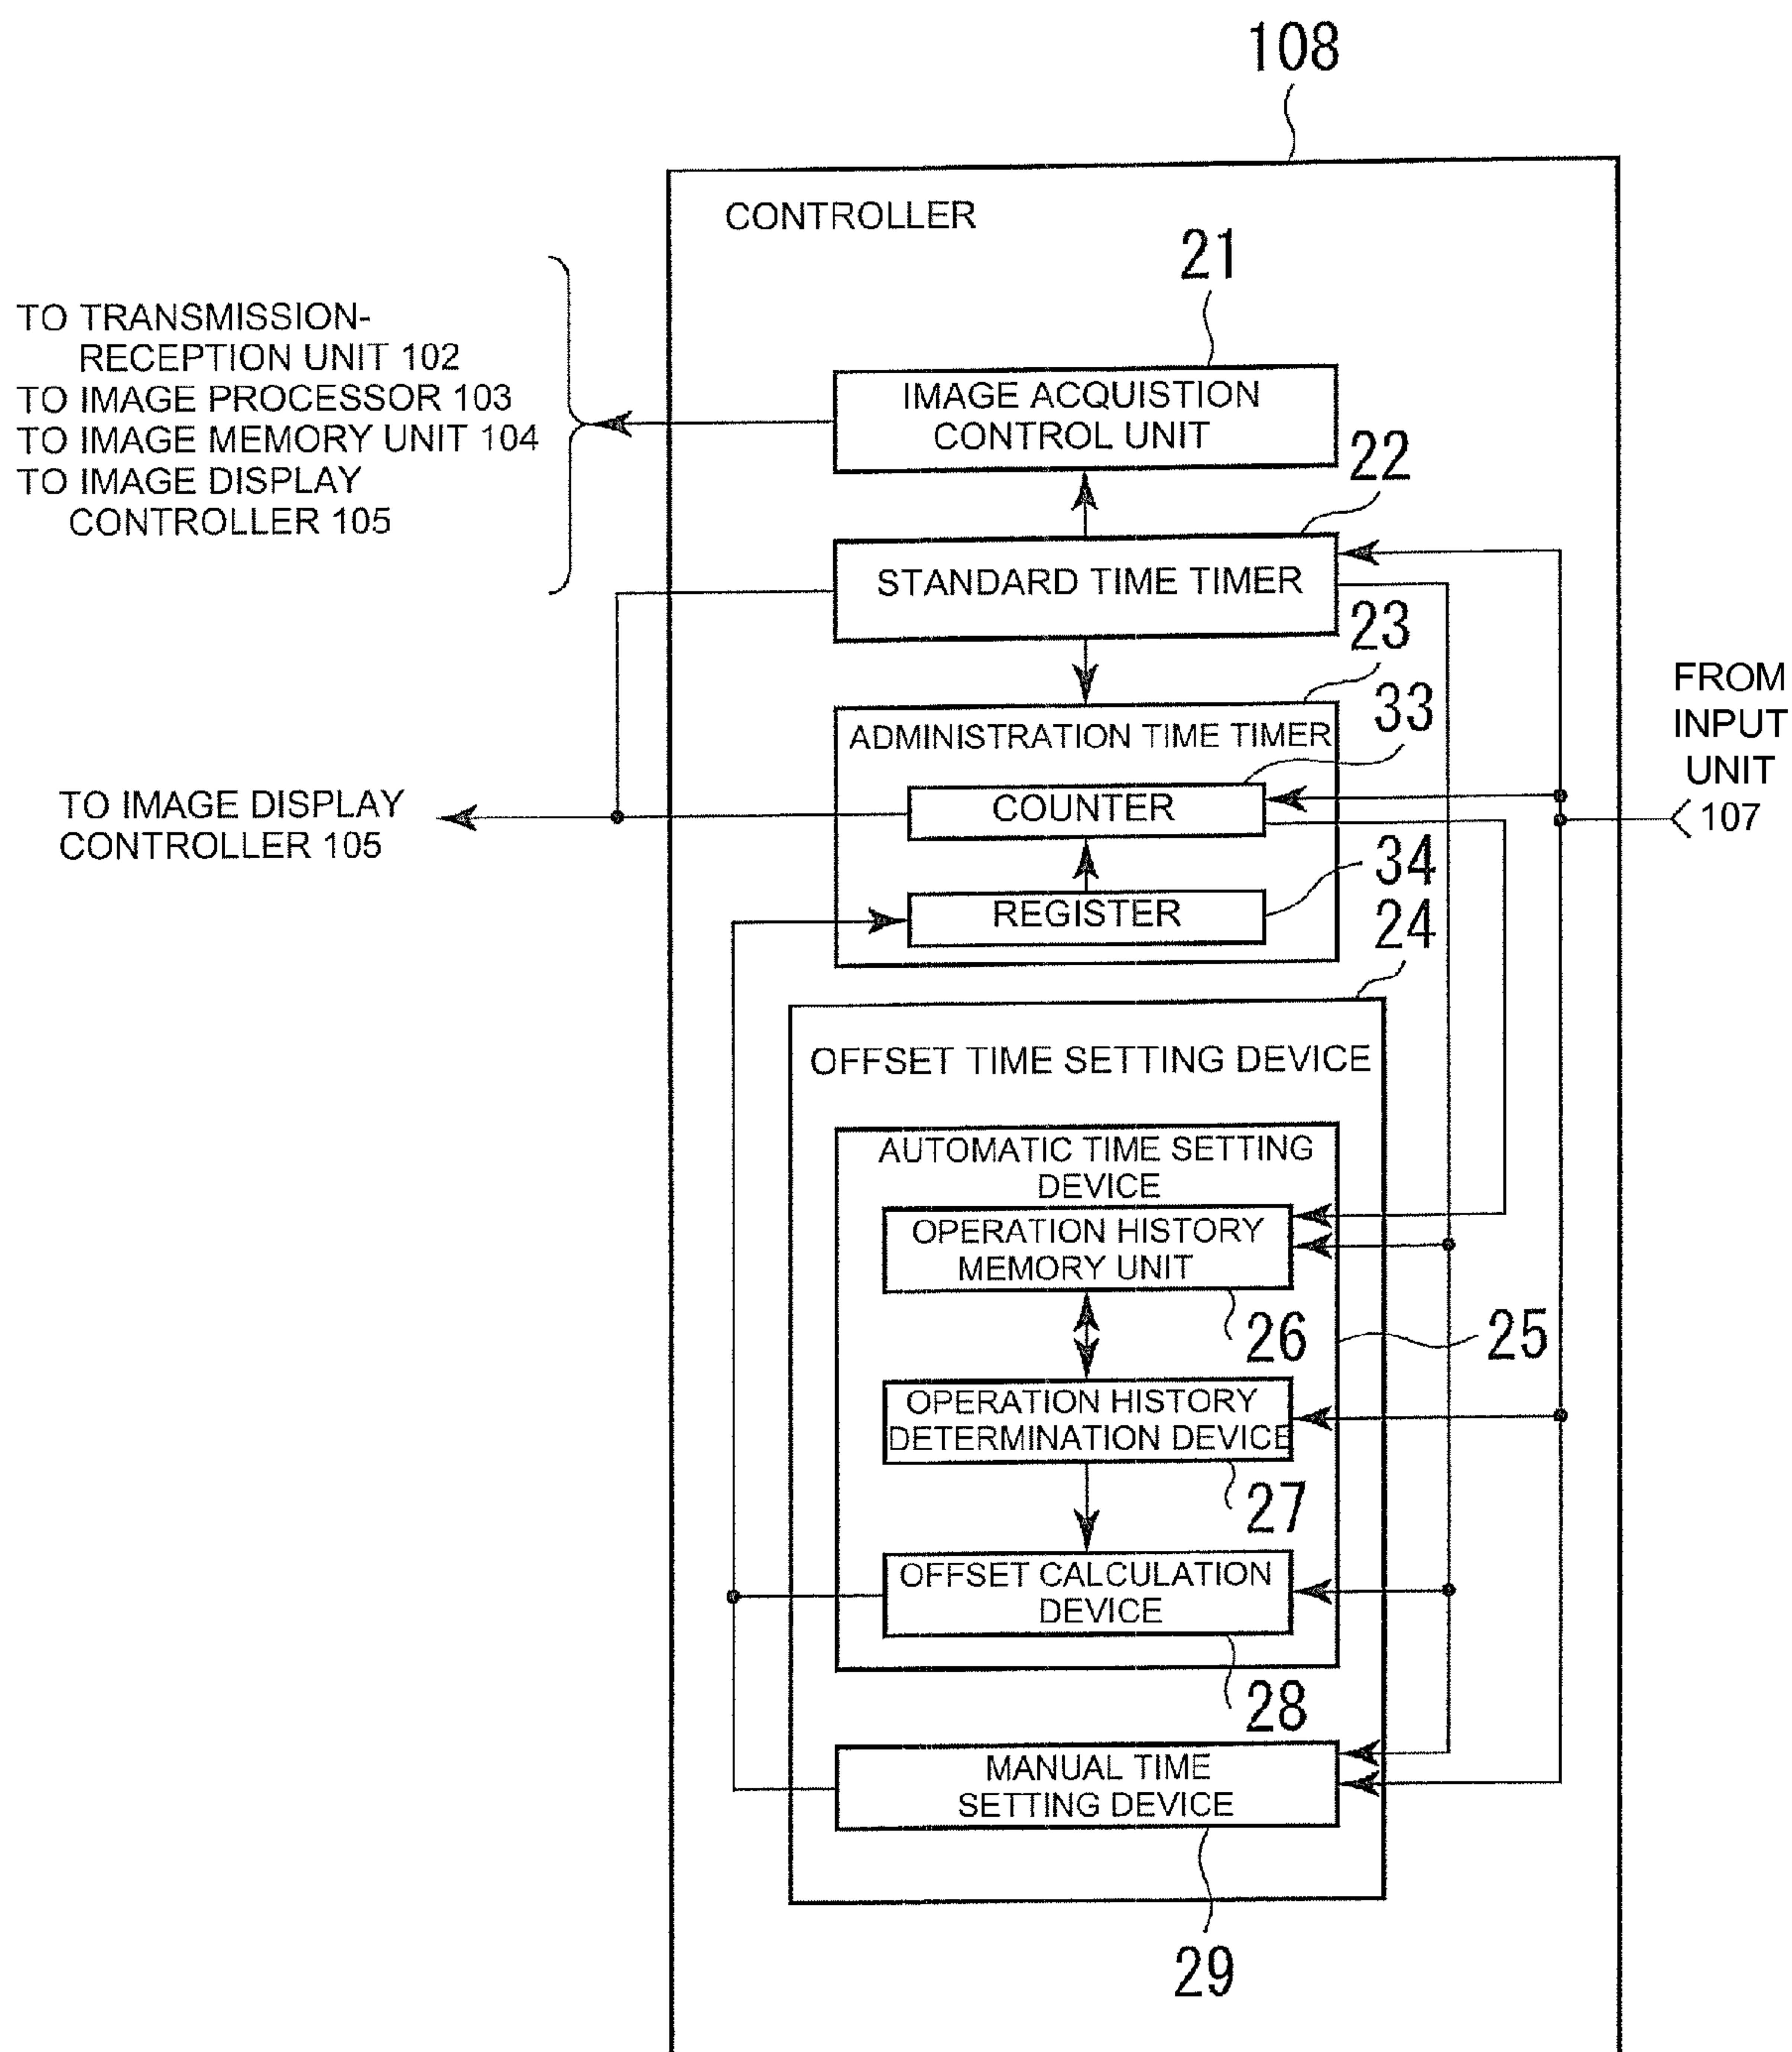 108
CONTROLLER
21
TO TRANSMISSION-
RECEPTION UNIT 102
TO IMAGE PROCESSOR 103
TO IMAGE MEMORY UNIT 104
TO IMAGE DISPLAY
CONTROLLER 105
IMAGE ACQUISTION
CONTROL UNIT
22
STANDARD TIME TIMER
23
FROM
INPUT
UNIT
107
33
ADMINISTRATION TIME TIMER
COUNTER
TO IMAGE DISPLAY
CONTROLLER 105
34
REGISTER
24
OFFSET TIME SETTING DEVICE
AUTOMATIC TIME SETTING
DEVICE
OPERATION HISTORY
MEMORY UNIT
26
25
OPERATION HISTORY
DETERMINATION DEVICE
27
OFFSET CALCULATION
DEVICE
28
MANUAL TIME
SETTING DEVICE
29